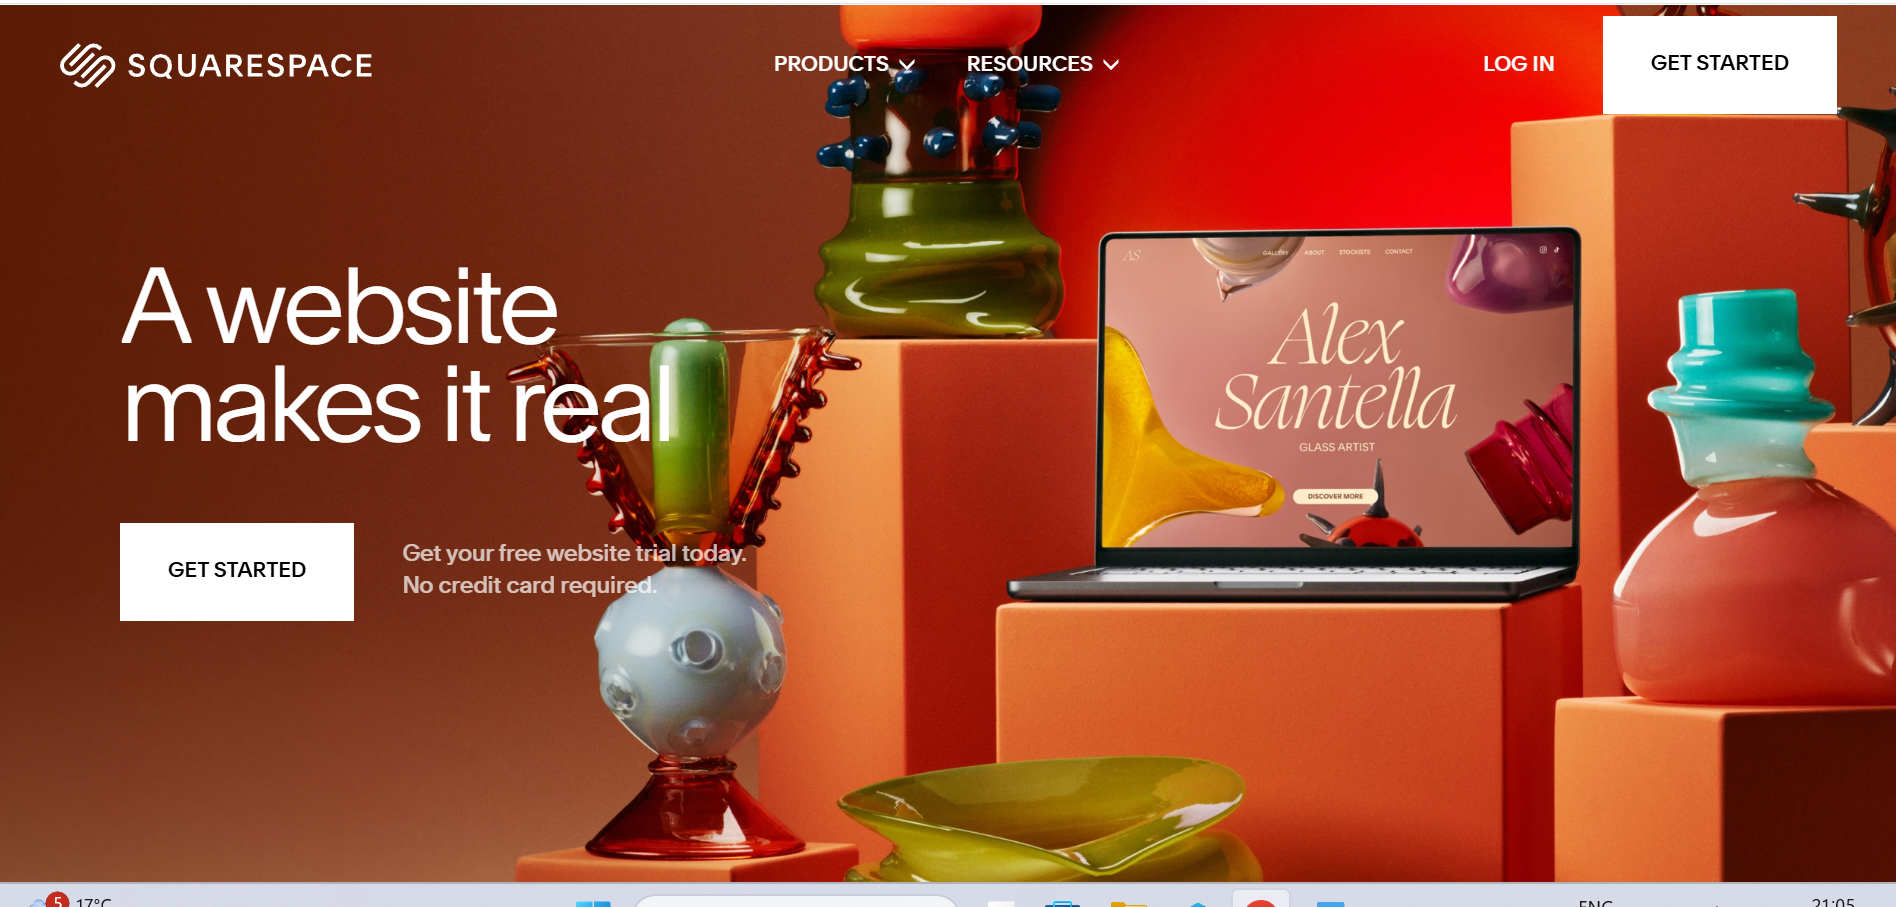 SQUARESPACE
PRODUCTS
RESOURCES
LOG IN
GET STARTED
A website
makes it real
GET STARTED
Get your free website trial today.
No credit card required.
AS
GALLERY
ABOUT
STOCKISTS
CONTACT
Alex
Santella
GLASS ARTIST
DISCOVER MORE
5
17°C
ENG
21:05